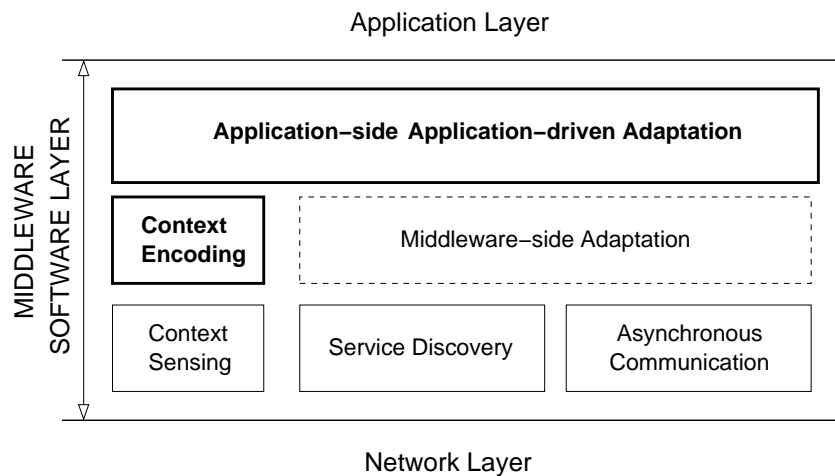 Application Layer
MIDDLEWARE
SOFTWARE LAYER
Application–side Application–driven Adaptation
Context
Encoding
Middleware–side Adaptation
Context
Sensing
Service Discovery
Asynchronous
Communication
Network Layer